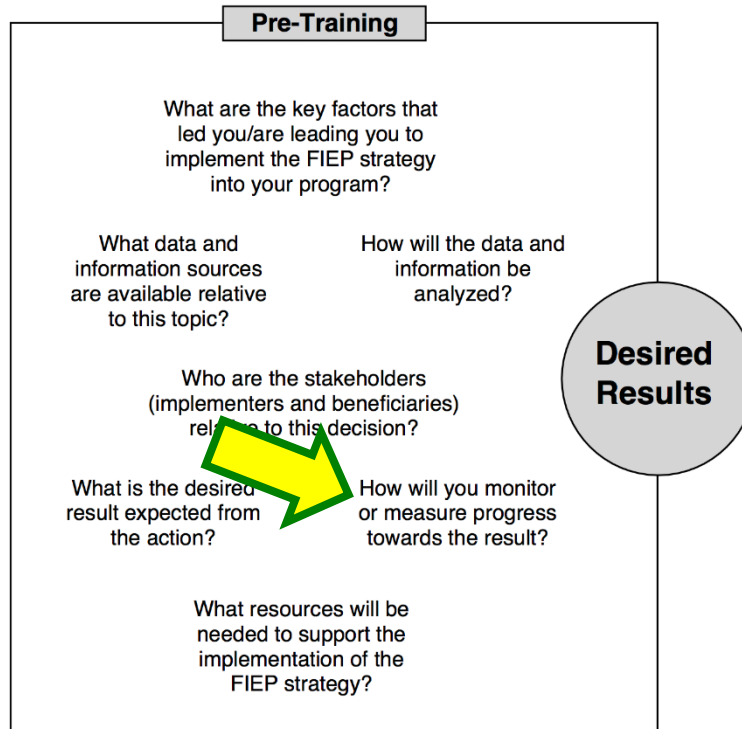 Pre-Training
What are the key factors that
led you/are leading you to
implement the FIEP strategy
into your program?
What data and
information sources
are available relative
to this topic?
How will the data and
information be
analyzed?
Who are the stakeholders
(implementers and beneficiaries)
relative to this decision?
What is the desired
result expected from
the action?
How will you monitor
or measure progress
towards the result?
What resources will be
needed to support the
implementation of the
FIEP strategy?
Desired
Results